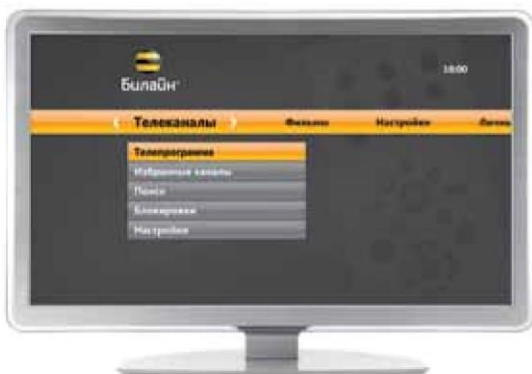 Билайн
18:00
Телеканалы Фильмы Настройки
Телепрограмма
Избранные каналы
Поиск
Блокировки
Настройки